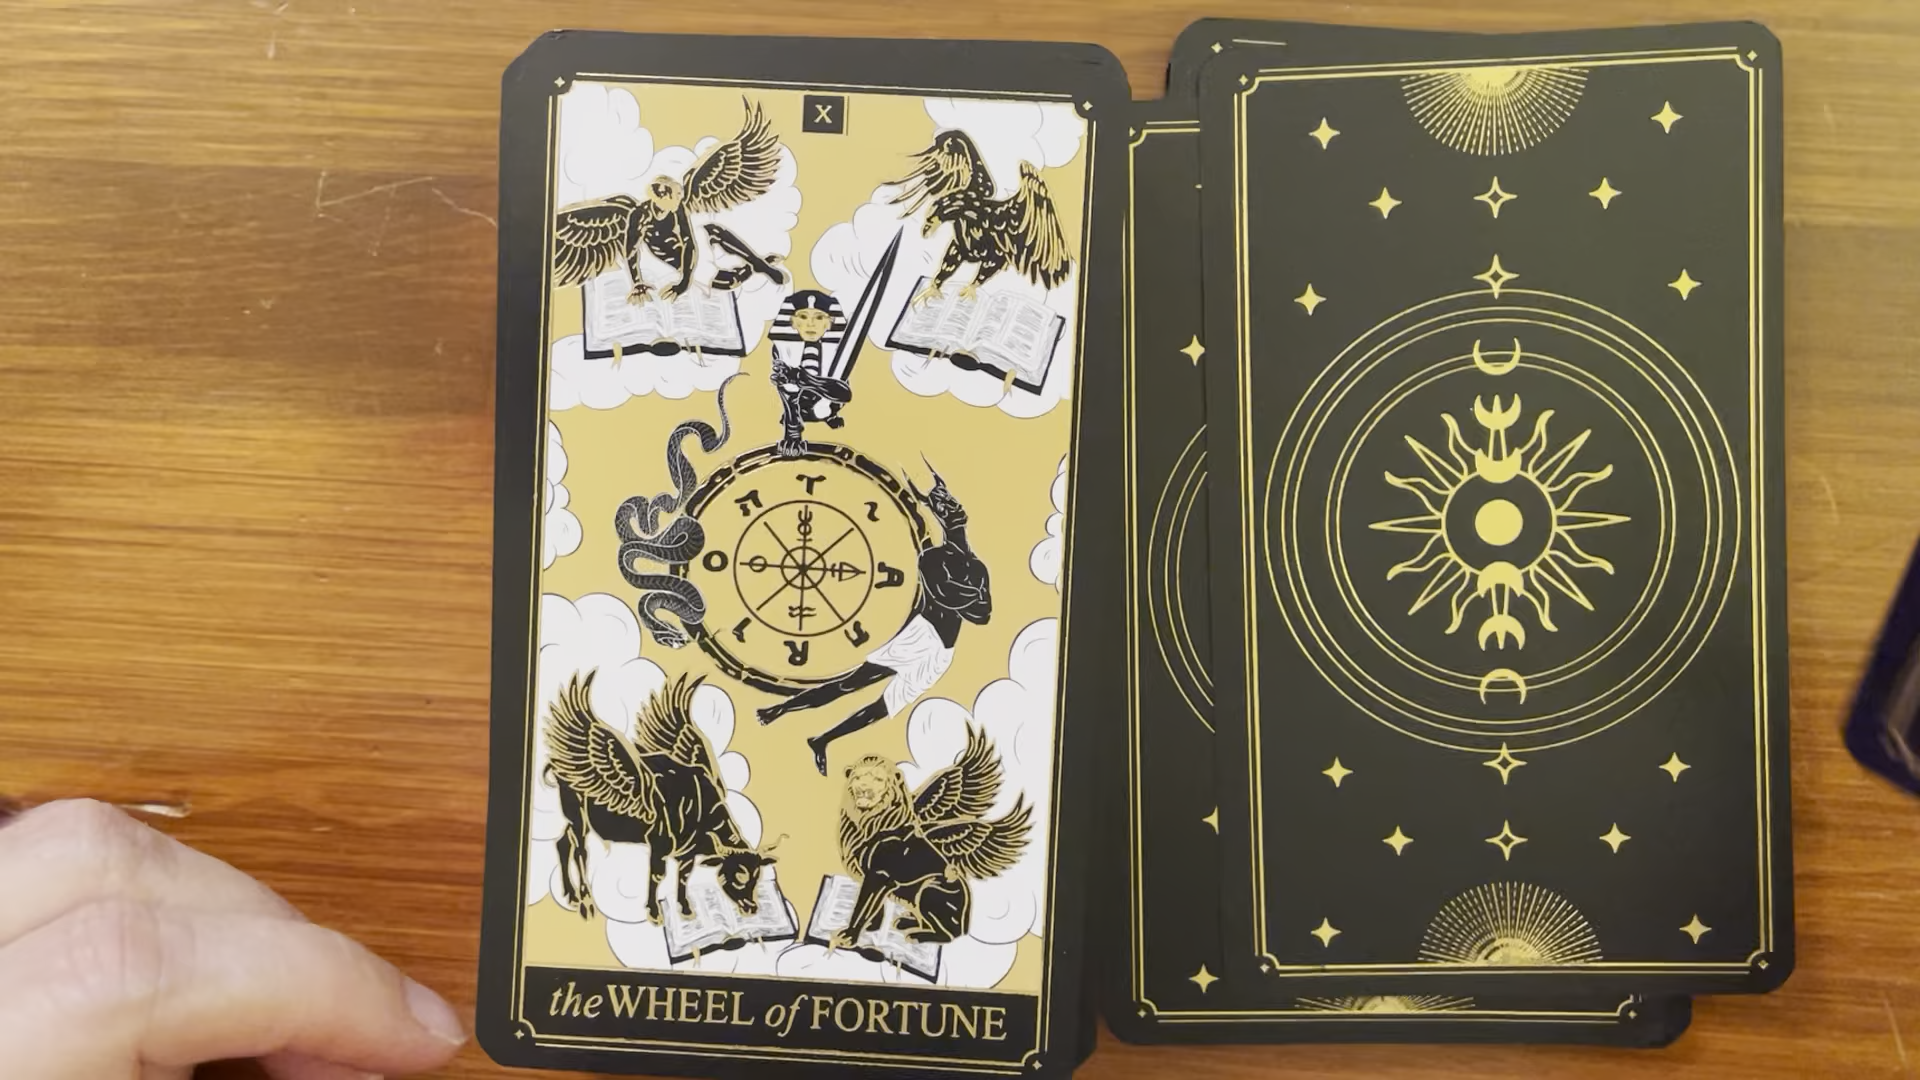 X
T
A
R
O
the WHEEL of FORTUNE